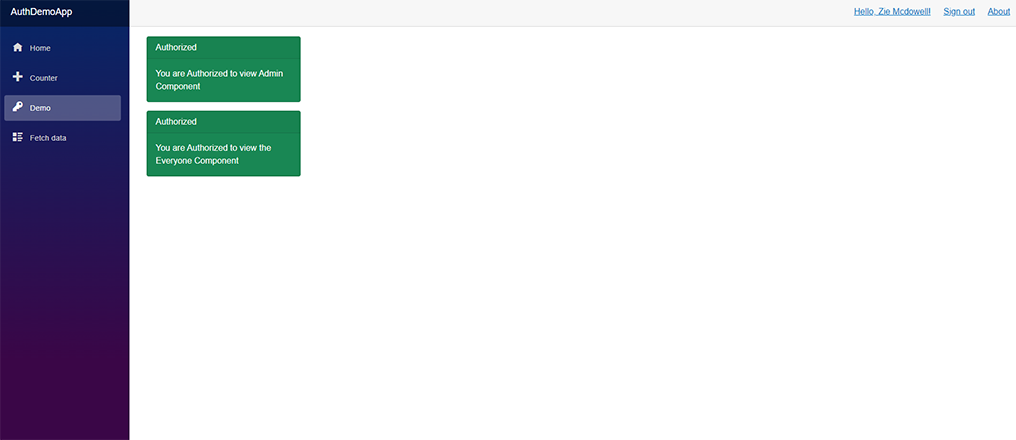 AuthDemoApp
Hello, Zie Mcdowell!
Sign out
About
Home
Counter
Demo
Fetch data
Authorized
You are Authorized to view Admin
Component
Authorized
You are Authorized to view the
Everyone Component